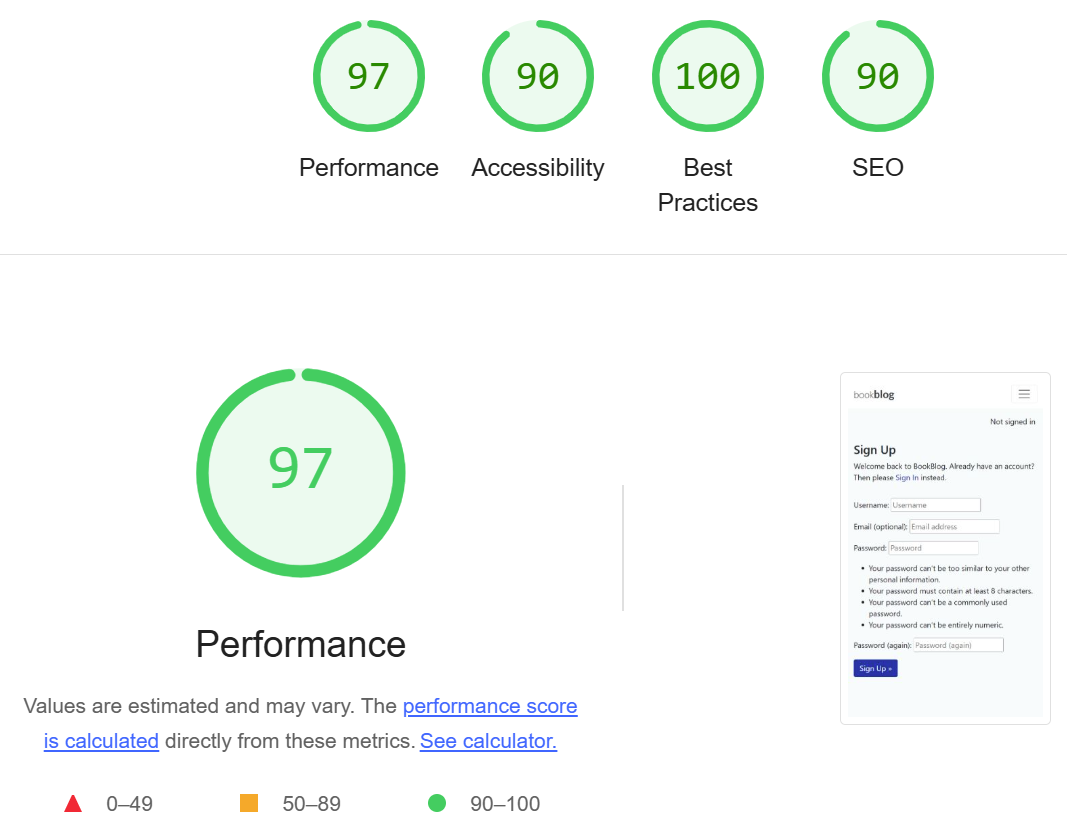 97
90
100
90
Performance
Accessibility
Best
Practices
SEO
97
Performance
Values are estimated and may vary. The performance score
is calculated directly from these metrics. See calculator.
0–49
50–89
90–100
bookblog
Not signed in
Sign Up
Welcome back to BookBlog. Already have an account?
Then please Sign In instead.
Username: Username
Email (optional): Email address
Password: Password
• Your password can't be too similar to your other
personal information.
• Your password must contain at least 8 characters.
• Your password can't be a commonly used
password.
• Your password can't be entirely numeric.
Password (again): Password (again)
Sign Up »